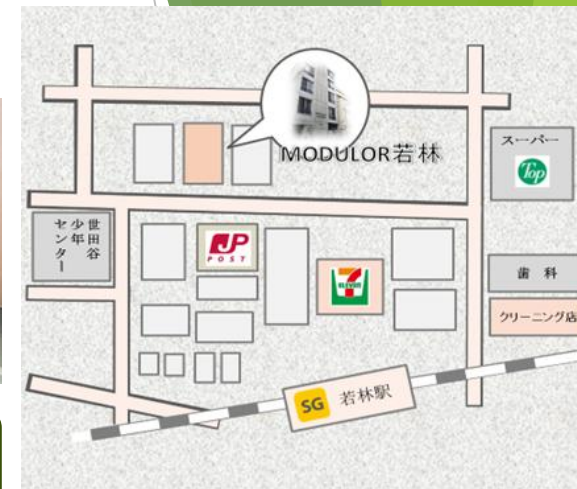 MODULOR若林
スーパー
Top
世田谷
少年
センター
JP
POST
7
ELEVEn
歯科
クリーニング店
SG 若林駅